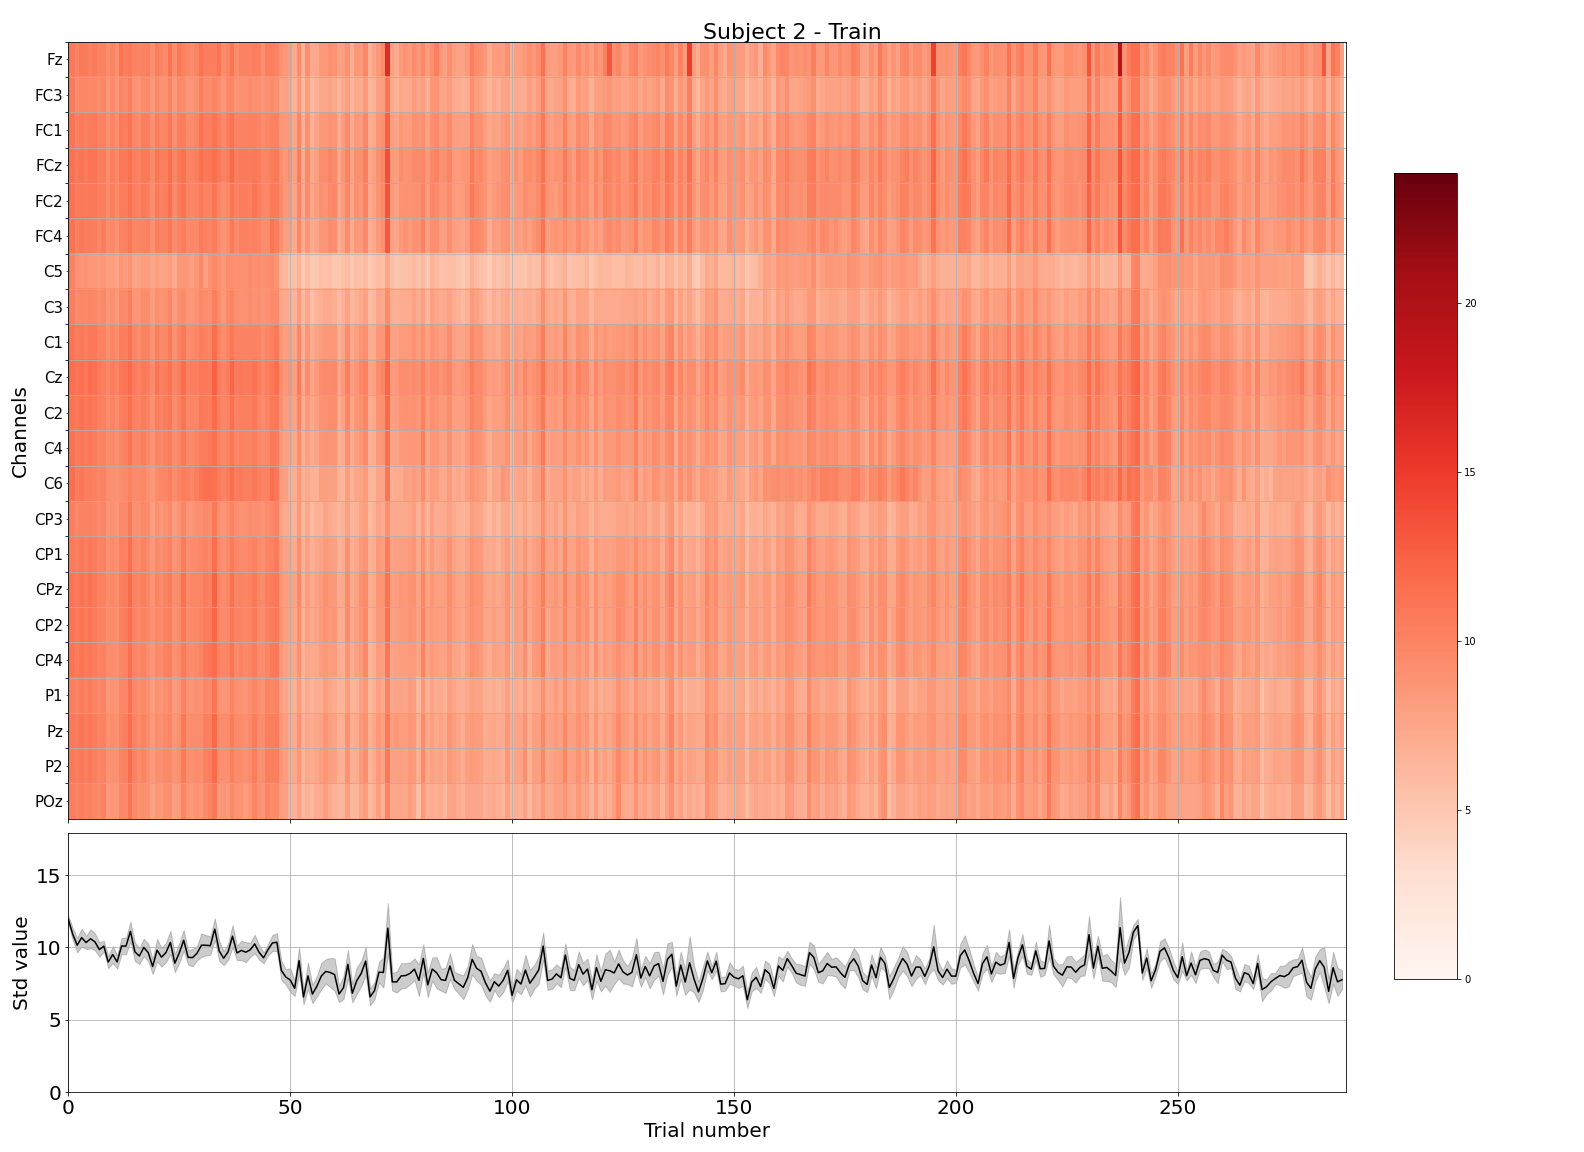 Subject 2 - Train
Channels
Fz
FC3
FC1
FCz
FC2
FC4
C5
C3
C1
Cz
C2
C4
C6
CP3
CP1
CPz
CP2
CP4
P1
Pz
P2
POz
20
15
10
5
0
Std value
15
10
5
0
0 50 100 150 200 250
Trial number